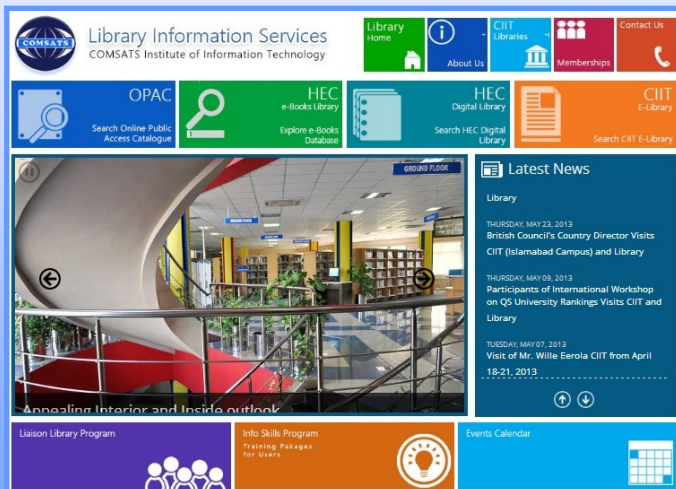 COMSATS
Library Information Services
COMSATS Institute of Information Technology
Library
Home
About Us
CIIT
Libraries
Memberships
Contact Us
OPAC
Search Online Public
Access Catalogue
HEC
e-Books Library
Explore e-Books
Database
HEC
Digital Library
Search HEC Digital
Library
CIIT
E-Library
Search CIIT E-Library
GROUND FLOOR
GROUND FLOOR
Appealing Interior and Inside outlook
Latest News
Library
THURSDAY, MAY 23, 2013
British Council's Country Director Visits
CIIT (Islamabad Campus) and Library
THURSDAY, MAY 09, 2013
Participants of International Workshop
on QS University Rankings Visits CIIT and
Library
TUESDAY, MAY 07, 2013
Visit of Mr. Wille Eerola CIIT from April
18-21, 2013
Liaison Library Program
Info Skills Program
Training Pakages
for Users
Events Calendar